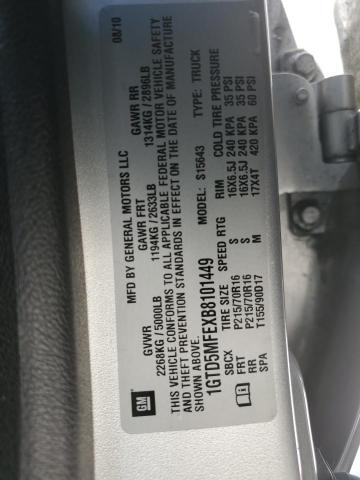 GM
MFD BY GENERAL MOTORS LLC 08/10
GVWR GAWR FRT GAWR RR
2268KG / 5000LB 1194KG / 2633LB 1314KG / 2896LB
THIS VEHICLE CONFORMS TO ALL APPLICABLE FEDERAL MOTOR VEHICLE SAFETY
AND THEFT PREVENTION STANDARDS IN EFFECT ON THE DATE OF MANUFACTURE
SHOWN ABOVE.
1GTD5MFEXB8101449 MODEL: S15643 TYPE: TRUCK
TIRE SIZE SPEED RTG RIM COLD TIRE PRESSURE
SBCX
FRT P215/70R16 S 16X6.5J 240 KPA 35 PSI
RR P215/70R16 S 16X6.5J 240 KPA 35 PSI
SPA T155/90D17 M 17X4T 420 KPA 60 PSI